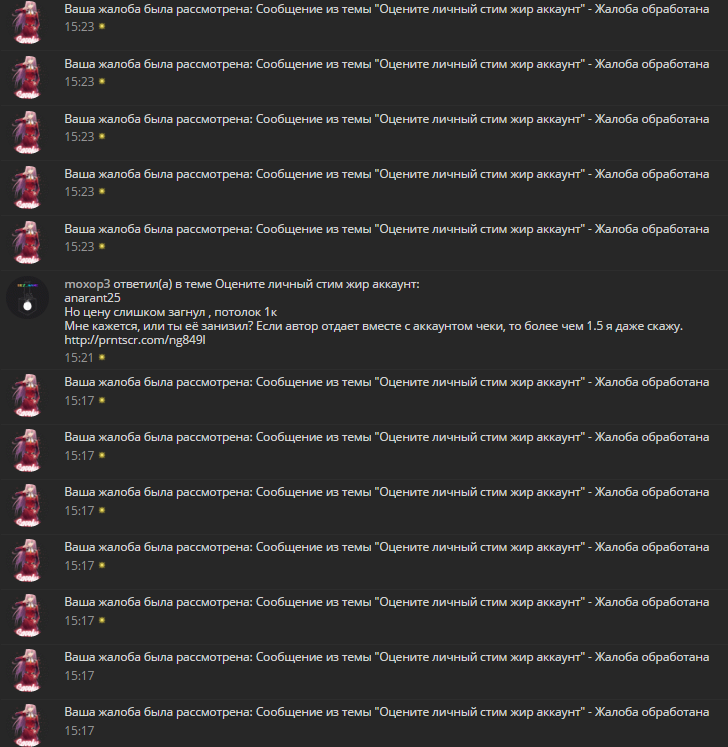 Ваша жалоба была рассмотрена: Сообщение из темы "Оцените личный стим жир аккаунт" - Жалоба обработана
15:23
Ваша жалоба была рассмотрена: Сообщение из темы "Оцените личный стим жир аккаунт" - Жалоба обработана
15:23
Ваша жалоба была рассмотрена: Сообщение из темы "Оцените личный стим жир аккаунт" - Жалоба обработана
15:23
Ваша жалоба была рассмотрена: Сообщение из темы "Оцените личный стим жир аккаунт" - Жалоба обработана
15:23
Ваша жалоба была рассмотрена: Сообщение из темы "Оцените личный стим жир аккаунт" - Жалоба обработана
15:23
moxop3 ответил(а) в теме Оцените личный стим жир аккаунт:
anarant25
Но цену слишком загнул , потолок 1к
Мне кажется, или ты её занизил? Если автор отдает вместе с аккаунтом чеки, то более чем 1.5 я даже скажу.
http://prntscr.com/ng849l
15:21
Ваша жалоба была рассмотрена: Сообщение из темы "Оцените личный стим жир аккаунт" - Жалоба обработана
15:17
Ваша жалоба была рассмотрена: Сообщение из темы "Оцените личный стим жир аккаунт" - Жалоба обработана
15:17
Ваша жалоба была рассмотрена: Сообщение из темы "Оцените личный стим жир аккаунт" - Жалоба обработана
15:17
Ваша жалоба была рассмотрена: Сообщение из темы "Оцените личный стим жир аккаунт" - Жалоба обработана
15:17
Ваша жалоба была рассмотрена: Сообщение из темы "Оцените личный стим жир аккаунт" - Жалоба обработана
15:17
Ваша жалоба была рассмотрена: Сообщение из темы "Оцените личный стим жир аккаунт" - Жалоба обработана
15:17
Ваша жалоба была рассмотрена: Сообщение из темы "Оцените личный стим жир аккаунт" - Жалоба обработана
15:17